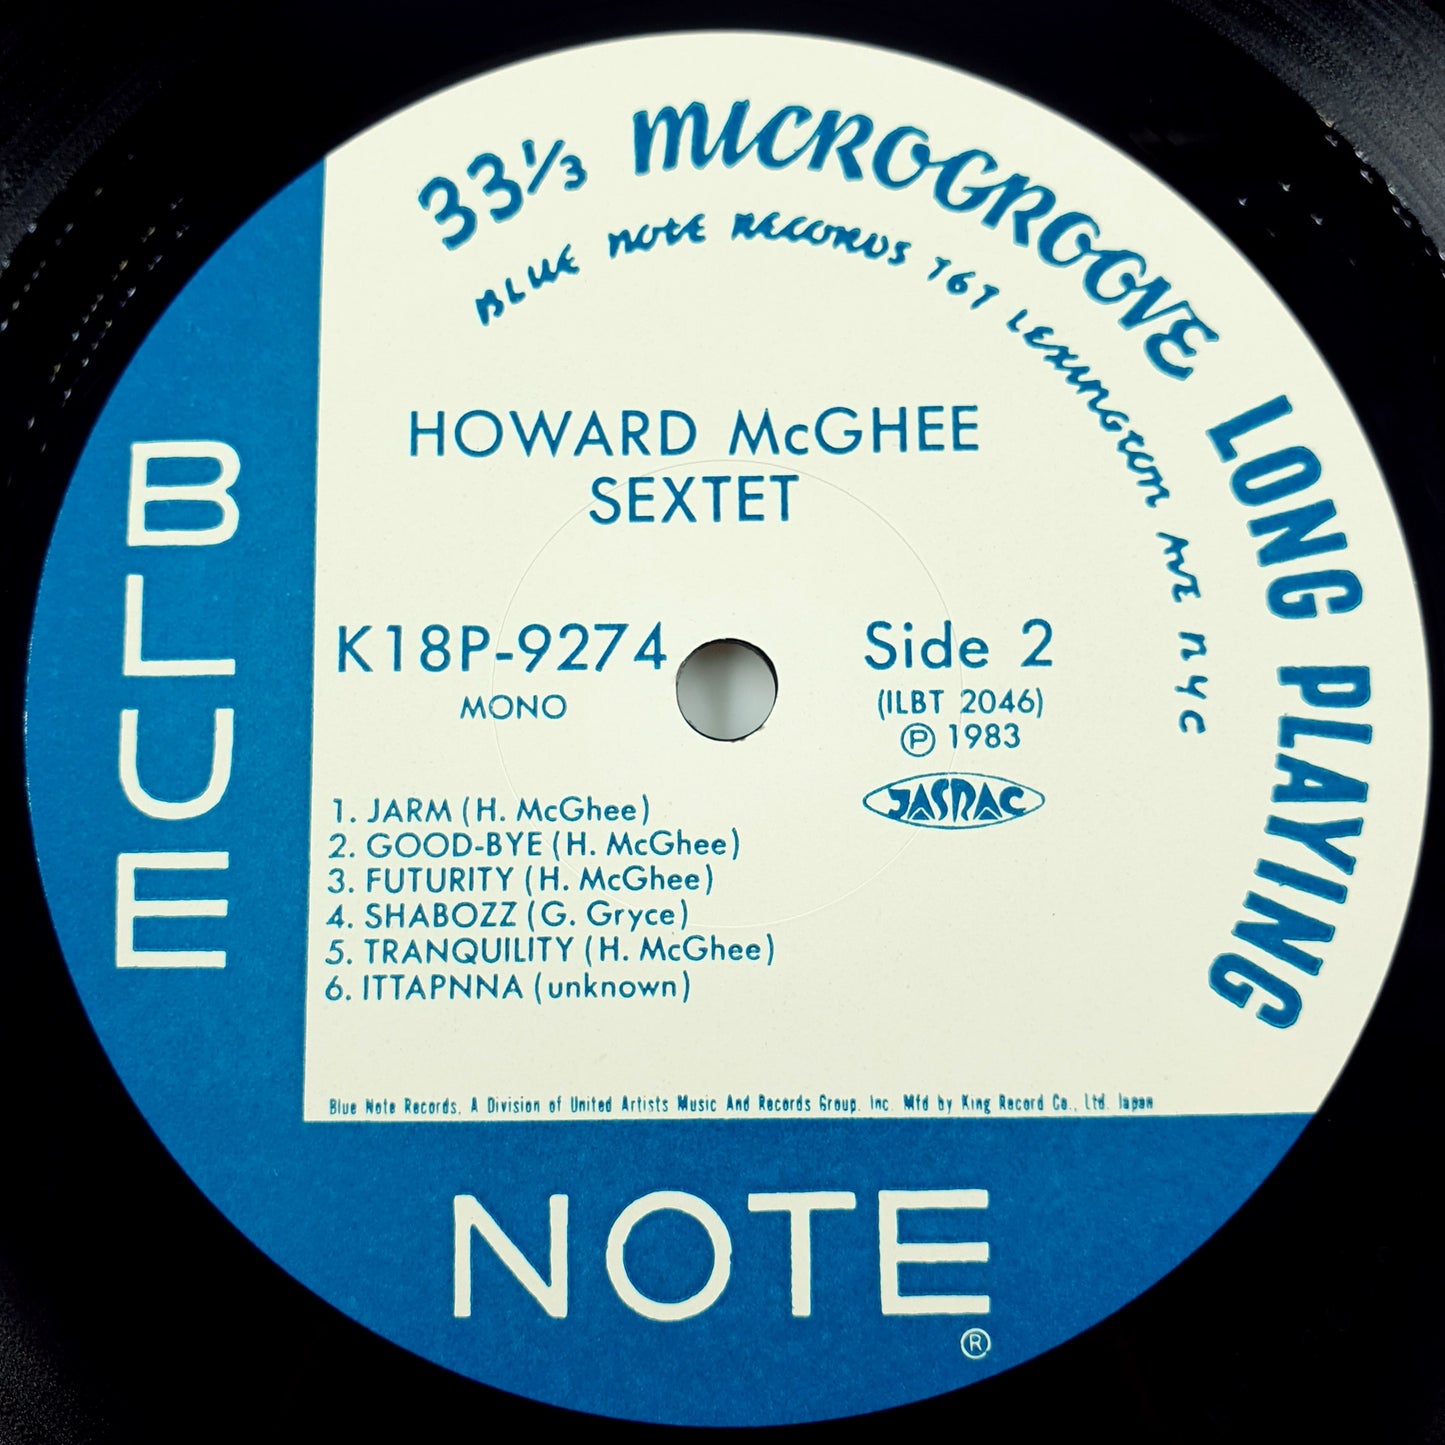 33⅓ MICROGROOVE LONG PLAYING
BLUE NOTE RECORDS 767 LEXINGTON AVE NYC
HOWARD McGHEE
SEXTET
K18P-9274
MONO
Side 2
(ILBT 2046)
Ⓟ 1983
JASRAC
1. JARM (H. McGhee)
2. GOOD-BYE (H. McGhee)
3. FUTURITY (H. McGhee)
4. SHABOZZ (G. Gryce)
5. TRANQUILITY (H. McGhee)
6. ITTAPNNA (unknown)
Blue Note Records, A Division of United Artists Music And Records Group. Inc. Mfd by King Record Co., Ltd. Japan
BLUE
NOTE
®